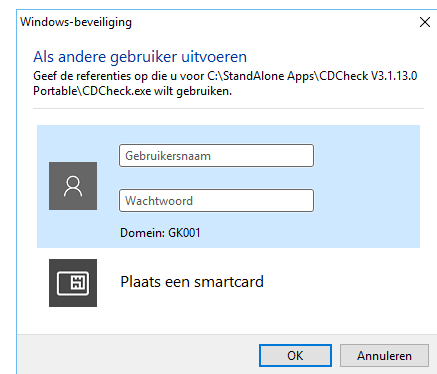 Windows-beveiliging
Als andere gebruiker uitvoeren
Geef de referenties op die u voor C:\StandAlone Apps\CDCheck V3.1.13.0
Portable\CDCheck.exe wilt gebruiken.
Gebruikersnaam
Wachtwoord
Domein: GK001
Plaats een smartcard
OK
Annuleren